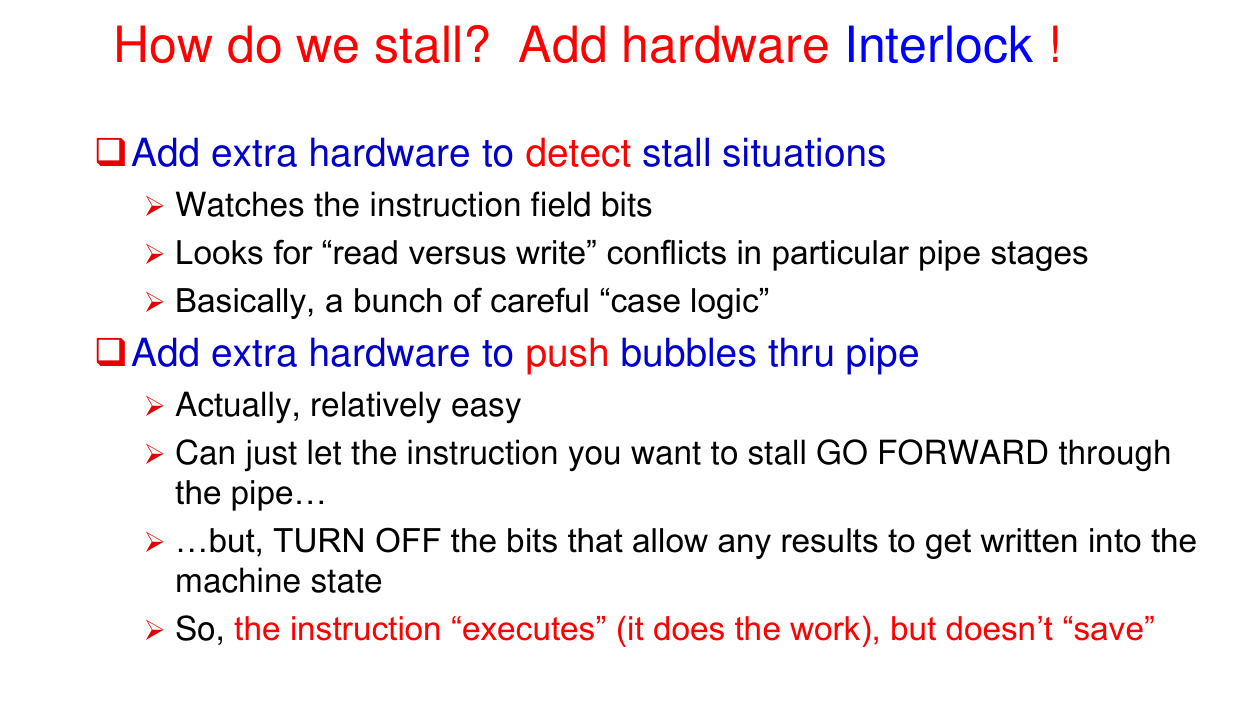 How do we stall? Add hardware Interlock !
Add extra hardware to detect stall situations
Watches the instruction field bits
Looks for “read versus write” conflicts in particular pipe stages
Basically, a bunch of careful “case logic”
Add extra hardware to push bubbles thru pipe
Actually, relatively easy
Can just let the instruction you want to stall GO FORWARD through
the pipe…
…but, TURN OFF the bits that allow any results to get written into the
machine state
So, the instruction “executes” (it does the work), but doesn’t “save”